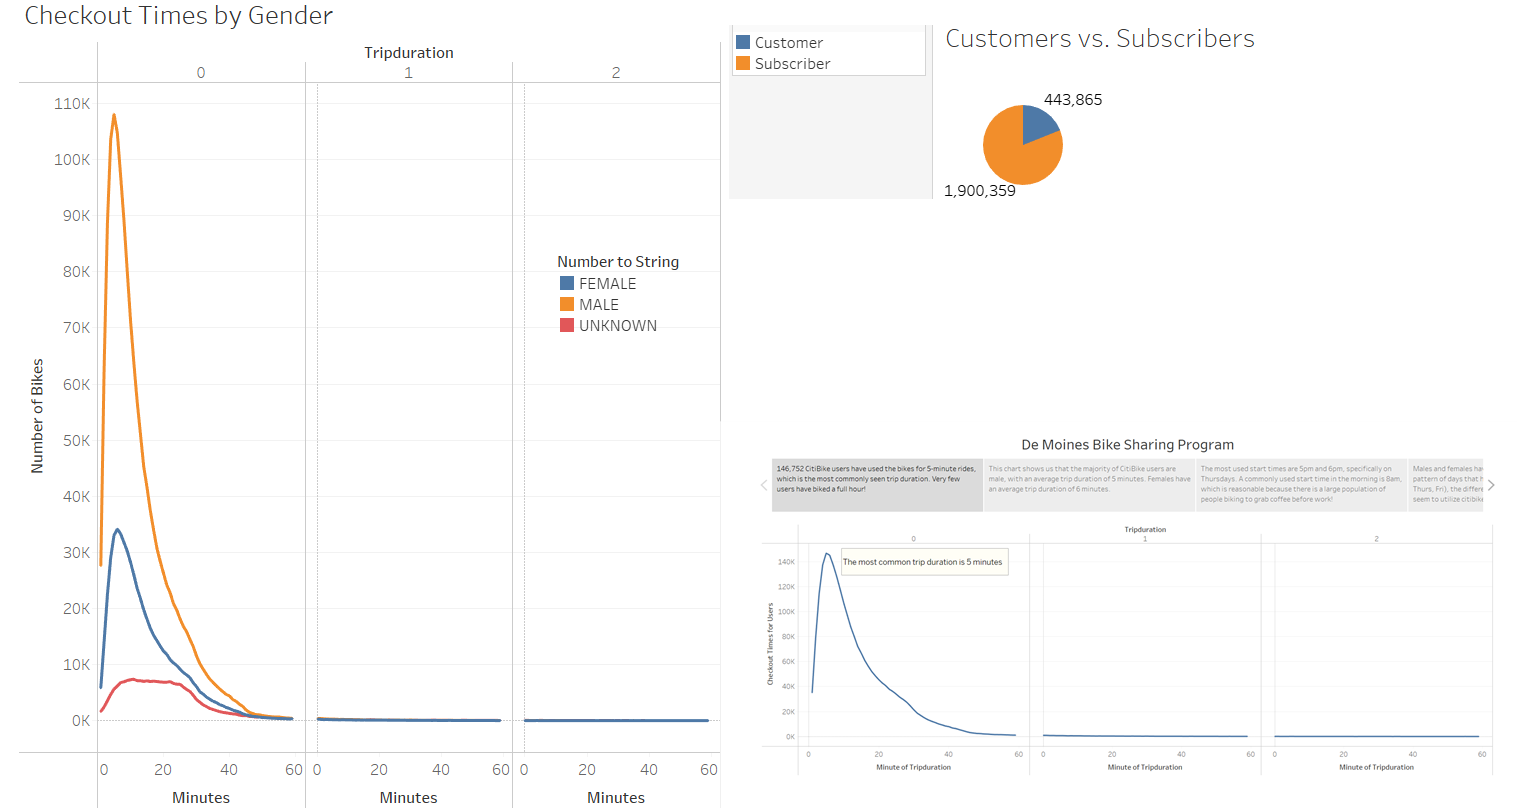 Checkout Times by Gender
Tripduration
0 1 2
110K
100K
90K
80K
70K
60K
50K
40K
30K
20K
10K
0K
Number of Bikes
Number to String
FEMALE
MALE
UNKNOWN
0 20 40 60 0 20 40 60 0 20 40 60
Minutes Minutes Minutes
Customer
Subscriber
Customers vs. Subscribers
443,865
1,900,359
De Moines Bike Sharing Program
146,752 CitiBike users have used the bikes for 5-minute rides,
which is the most commonly seen trip duration. Very few
users have biked a full hour!
This chart shows us that the majority of CitiBike users are
male, with an average trip duration of 5 minutes. Females have
an average trip duration of 6 minutes.
The most used start times are 5pm and 6pm, specifically on
Thursdays. A commonly used start time in the morning is 8am,
which is reasonable because there is a large population of
people biking to grab coffee before work!
Males and females ha
pattern of days that
Thurs, Fri), the differe
seem to utilize citibik
Tripduration
0 1 2
140K
120K
100K
80K
60K
40K
20K
0K
Checkout Times for Users
The most common trip duration is 5 minutes
0 20 40 60 0 20 40 60 0 20 40 60
Minute of Tripduration Minute of Tripduration Minute of Tripduration